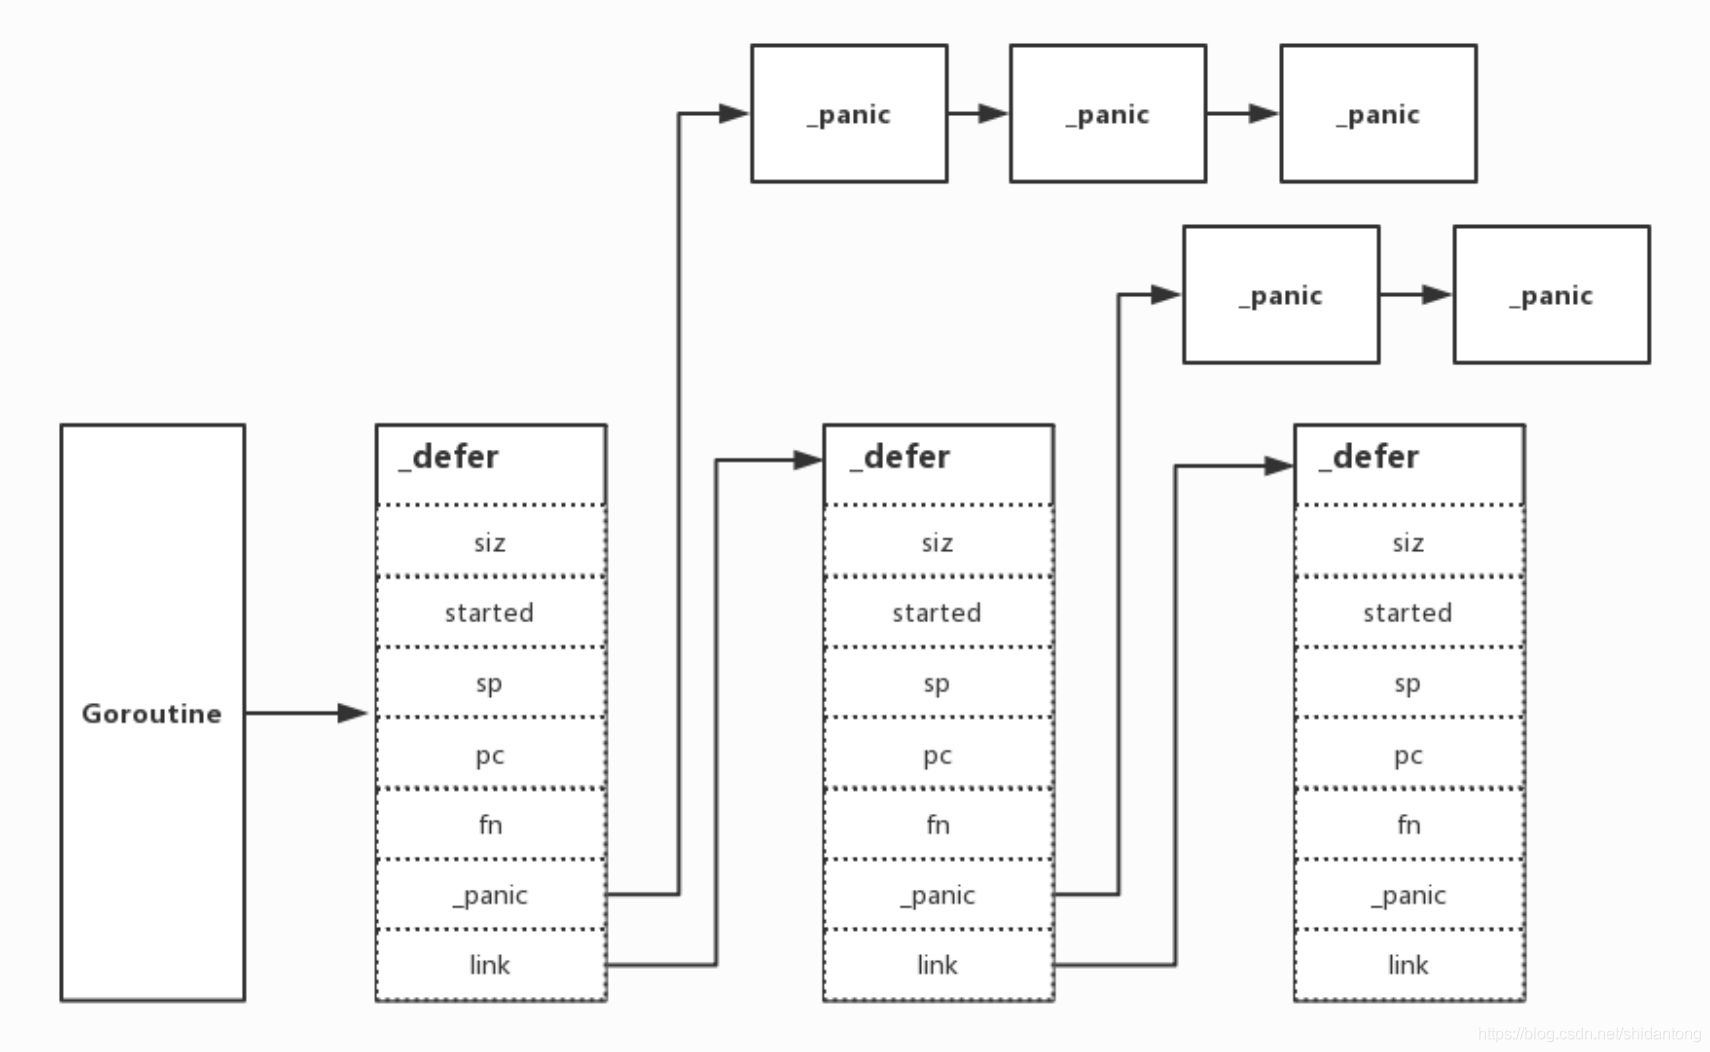 _panic
_panic
_panic
_panic
_panic
Goroutine
_defer
siz
started
sp
pc
fn
_panic
link
_defer
siz
started
sp
pc
fn
_panic
link
_defer
siz
started
sp
pc
fn
_panic
link
https://blog.csdn.net/shidantong